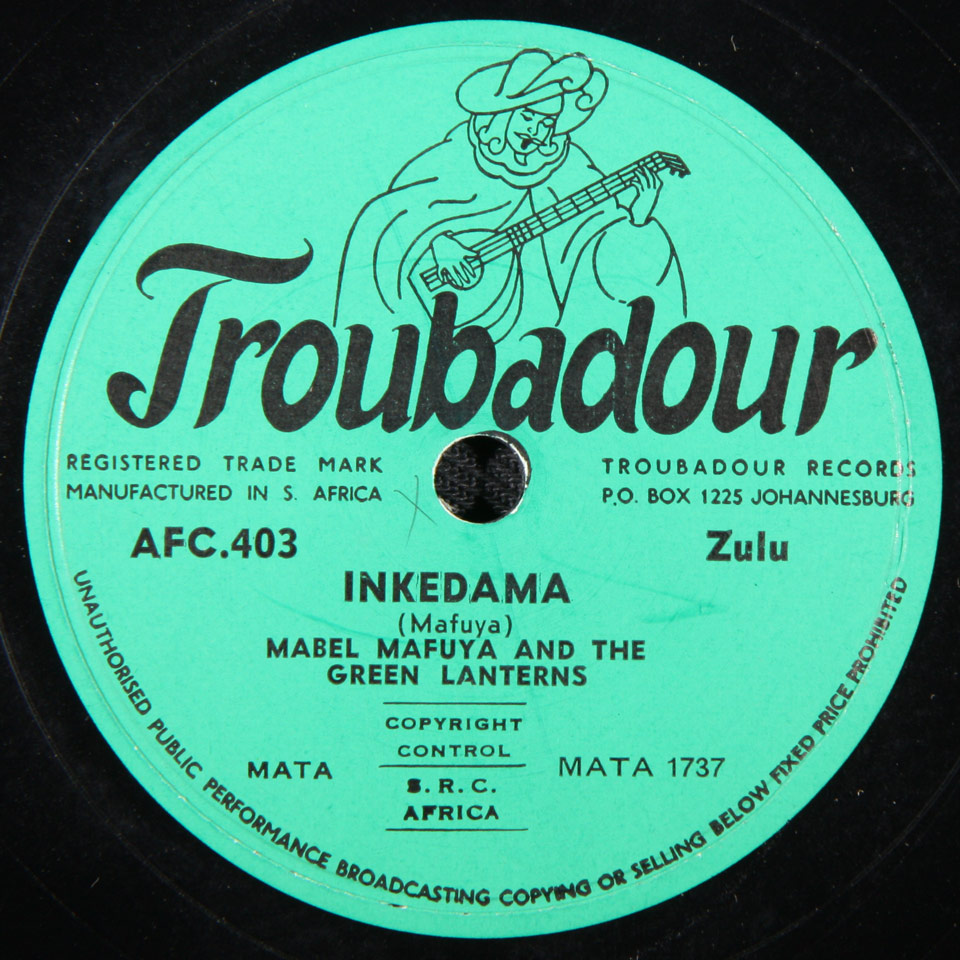 Troubadour
REGISTERED TRADE MARK
MANUFACTURED IN S. AFRICA
TROUBADOUR RECORDS
P.O. BOX 1225 JOHANNESBURG
AFC.403
Zulu
INKEDAMA
(Mafuya)
MABEL MAFUYA AND THE
GREEN LANTERNS
COPYRIGHT
CONTROL
MATA
MATA 1737
S. R. C.
AFRICA
UNAUTHORISED PUBLIC PERFORMANCE BROADCASTING COPYING OR SELLING BELOW FIXED PRICE PROHIBITED